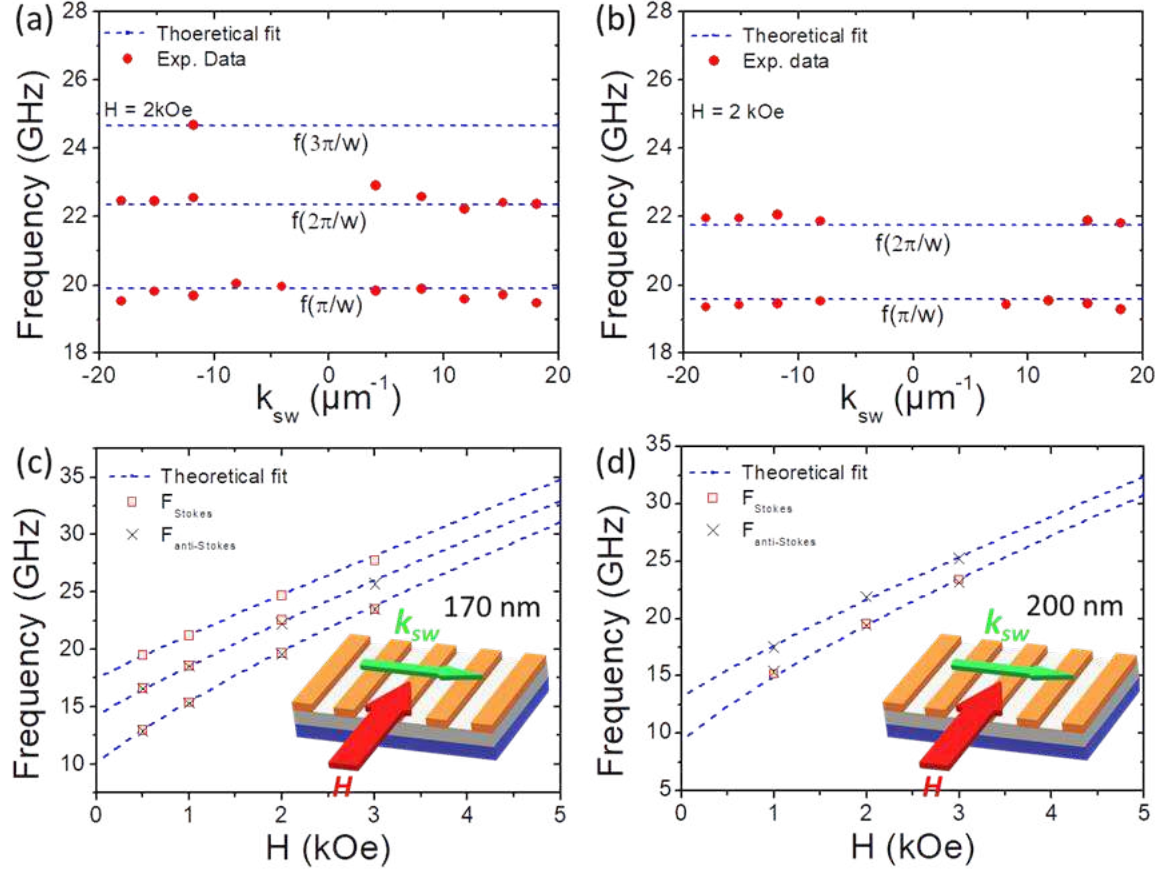 (a)
Thoeretical fit
Exp. Data
H = 2kOe
f(3π/w)
f(2π/w)
f(π/w)
Frequency (GHz)
28
26
24
22
20
18
-20
-10
0
10
20
k_sw (µm⁻¹)
(b)
Theoretical fit
Exp. data
H = 2 kOe
f(2π/w)
f(π/w)
Frequency (GHz)
28
26
24
22
20
18
-20
-10
0
10
20
k_sw (µm⁻¹)
(c)
Theoretical fit
F_Stokes
F_anti-Stokes
170 nm
k_sw
H
Frequency (GHz)
35
30
25
20
15
10
0
1
2
3
4
5
H (kOe)
(d)
Theoretical fit
F_Stokes
F_anti-Stokes
200 nm
k_sw
H
Frequency (GHz)
35
30
25
20
15
10
5
0
1
2
3
4
5
H (kOe)